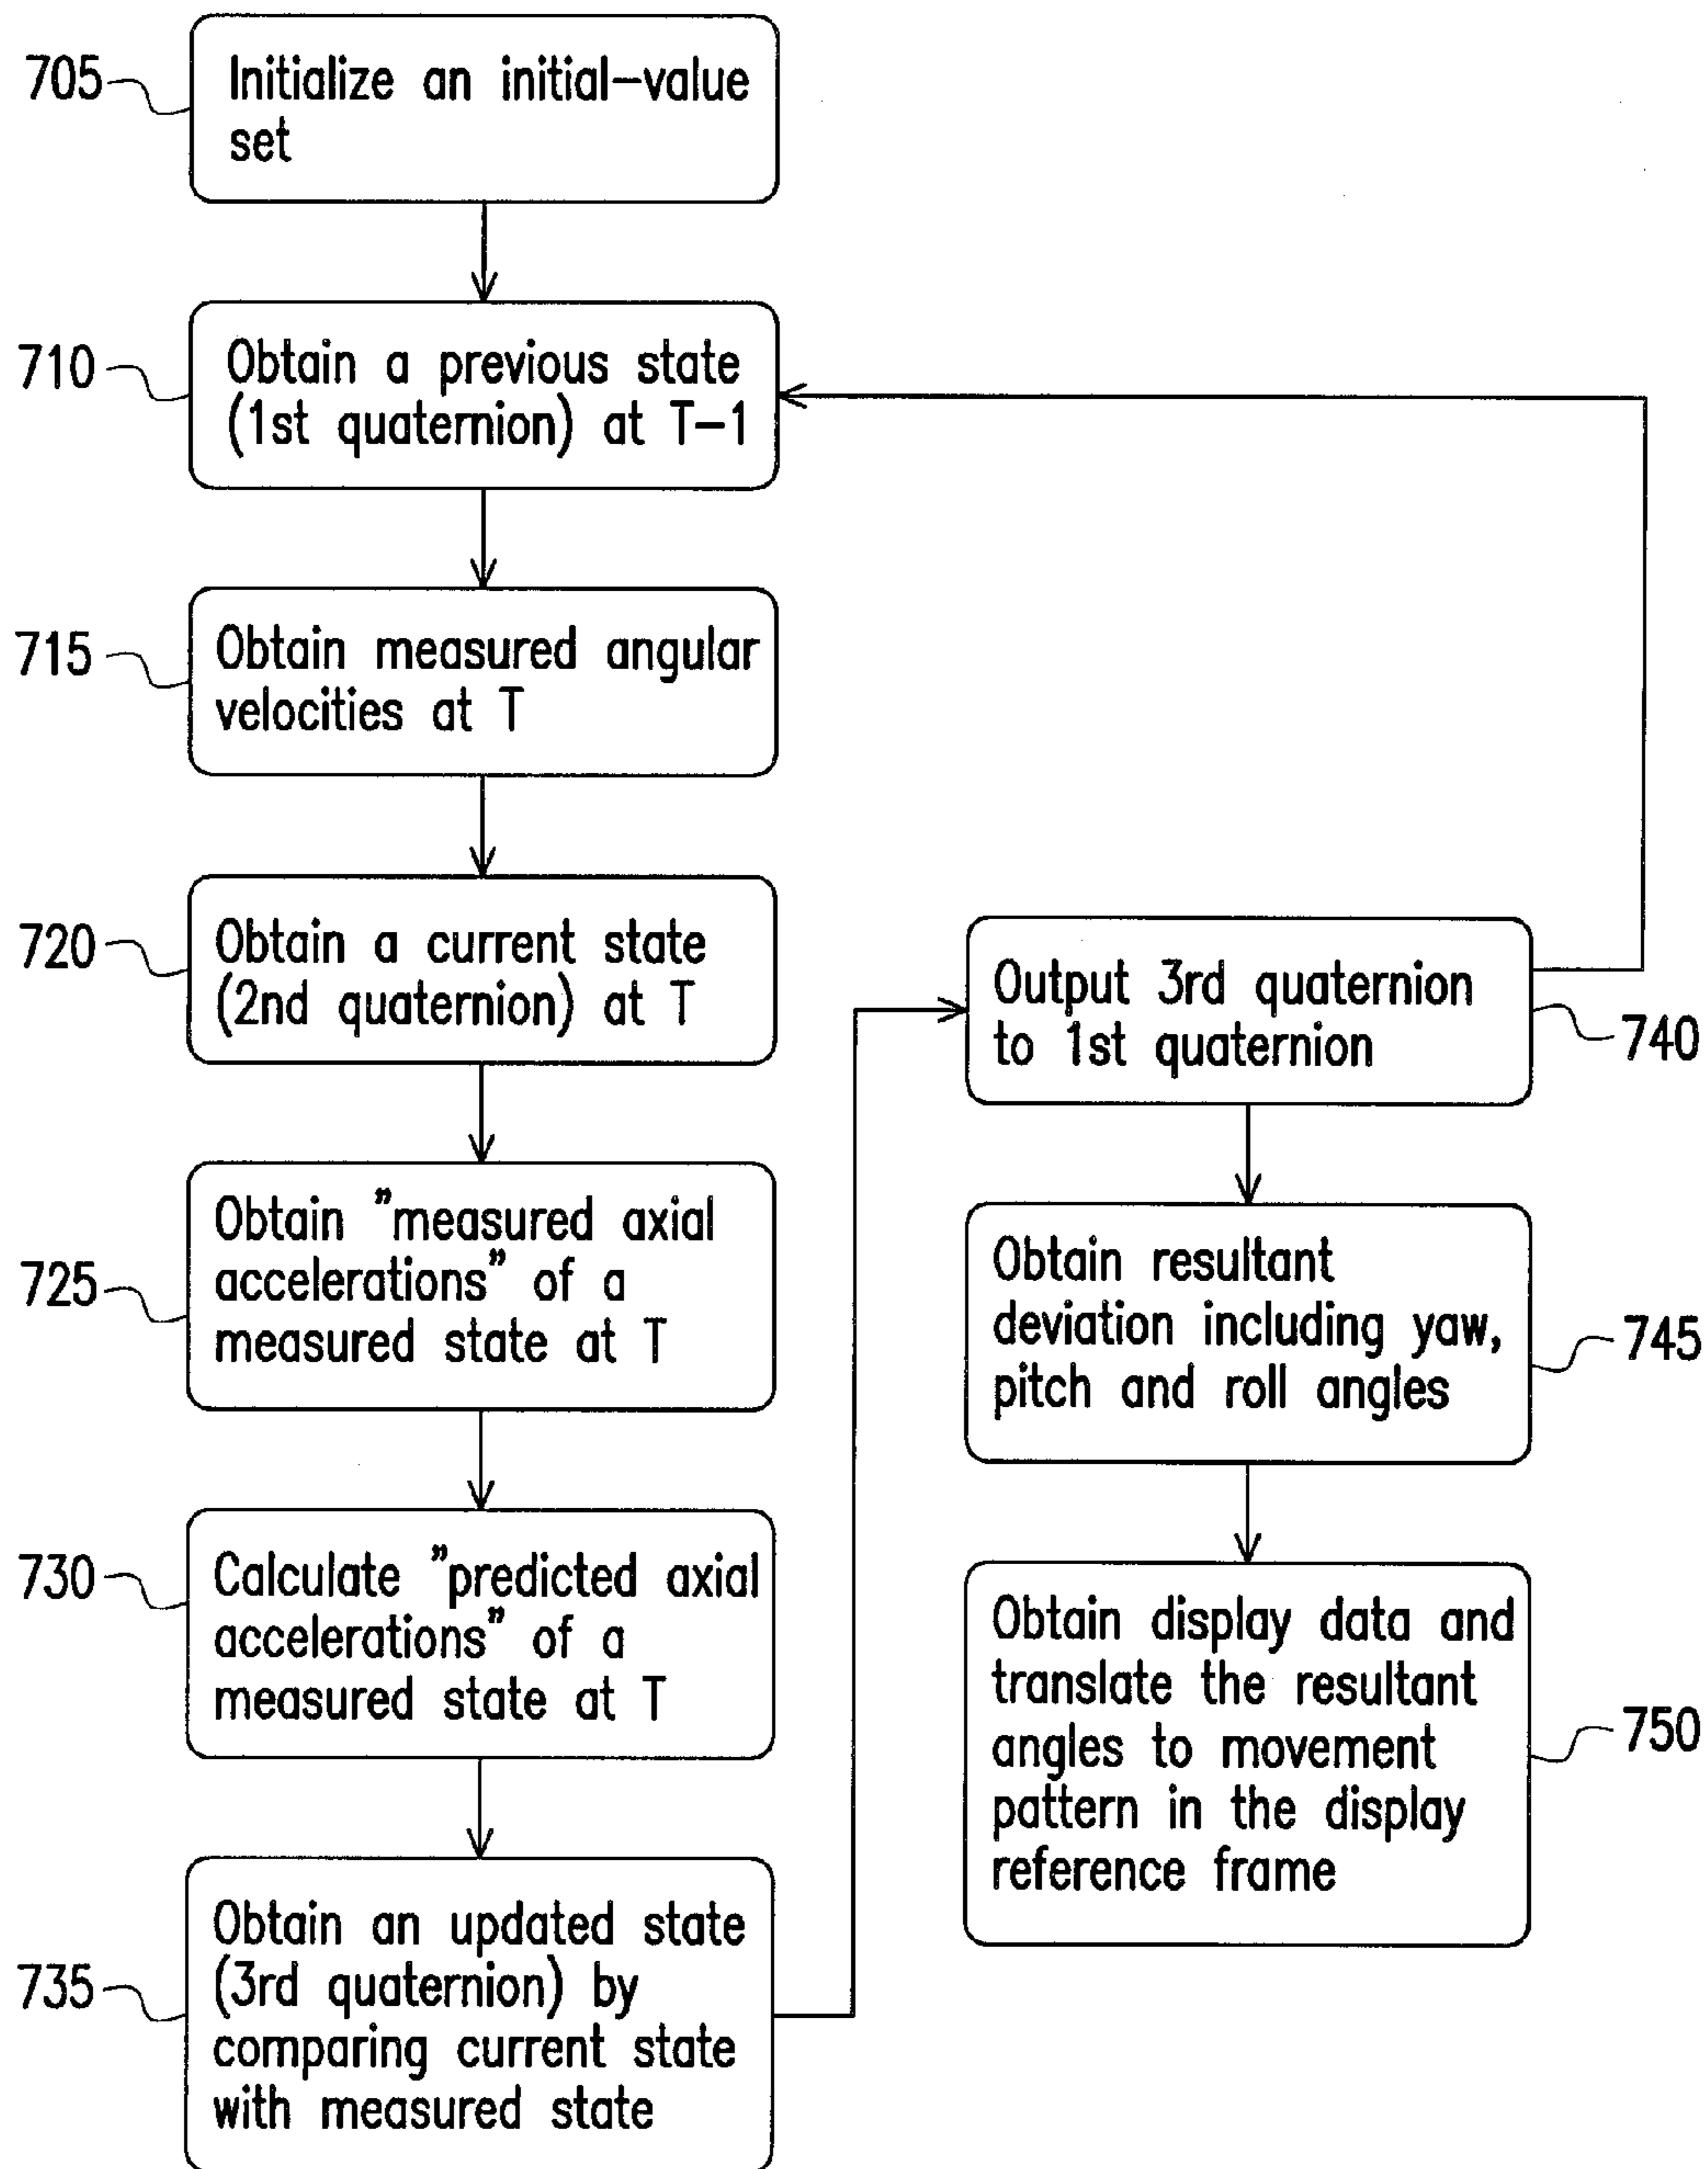 705
Initialize an initial-value
set
710
Obtain a previous state
(1st quaternion) at T-1
715
Obtain measured angular
velocities at T
720
Obtain a current state
(2nd quaternion) at T
725
Obtain "measured axial
accelerations" of a
measured state at T
730
Calculate "predicted axial
accelerations" of a
measured state at T
735
Obtain an updated state
(3rd quaternion) by
comparing current state
with measured state
Output 3rd quaternion
to 1st quaternion
740
Obtain resultant
deviation including yaw,
pitch and roll angles
745
Obtain display data and
translate the resultant
angles to movement
pattern in the display
reference frame
750